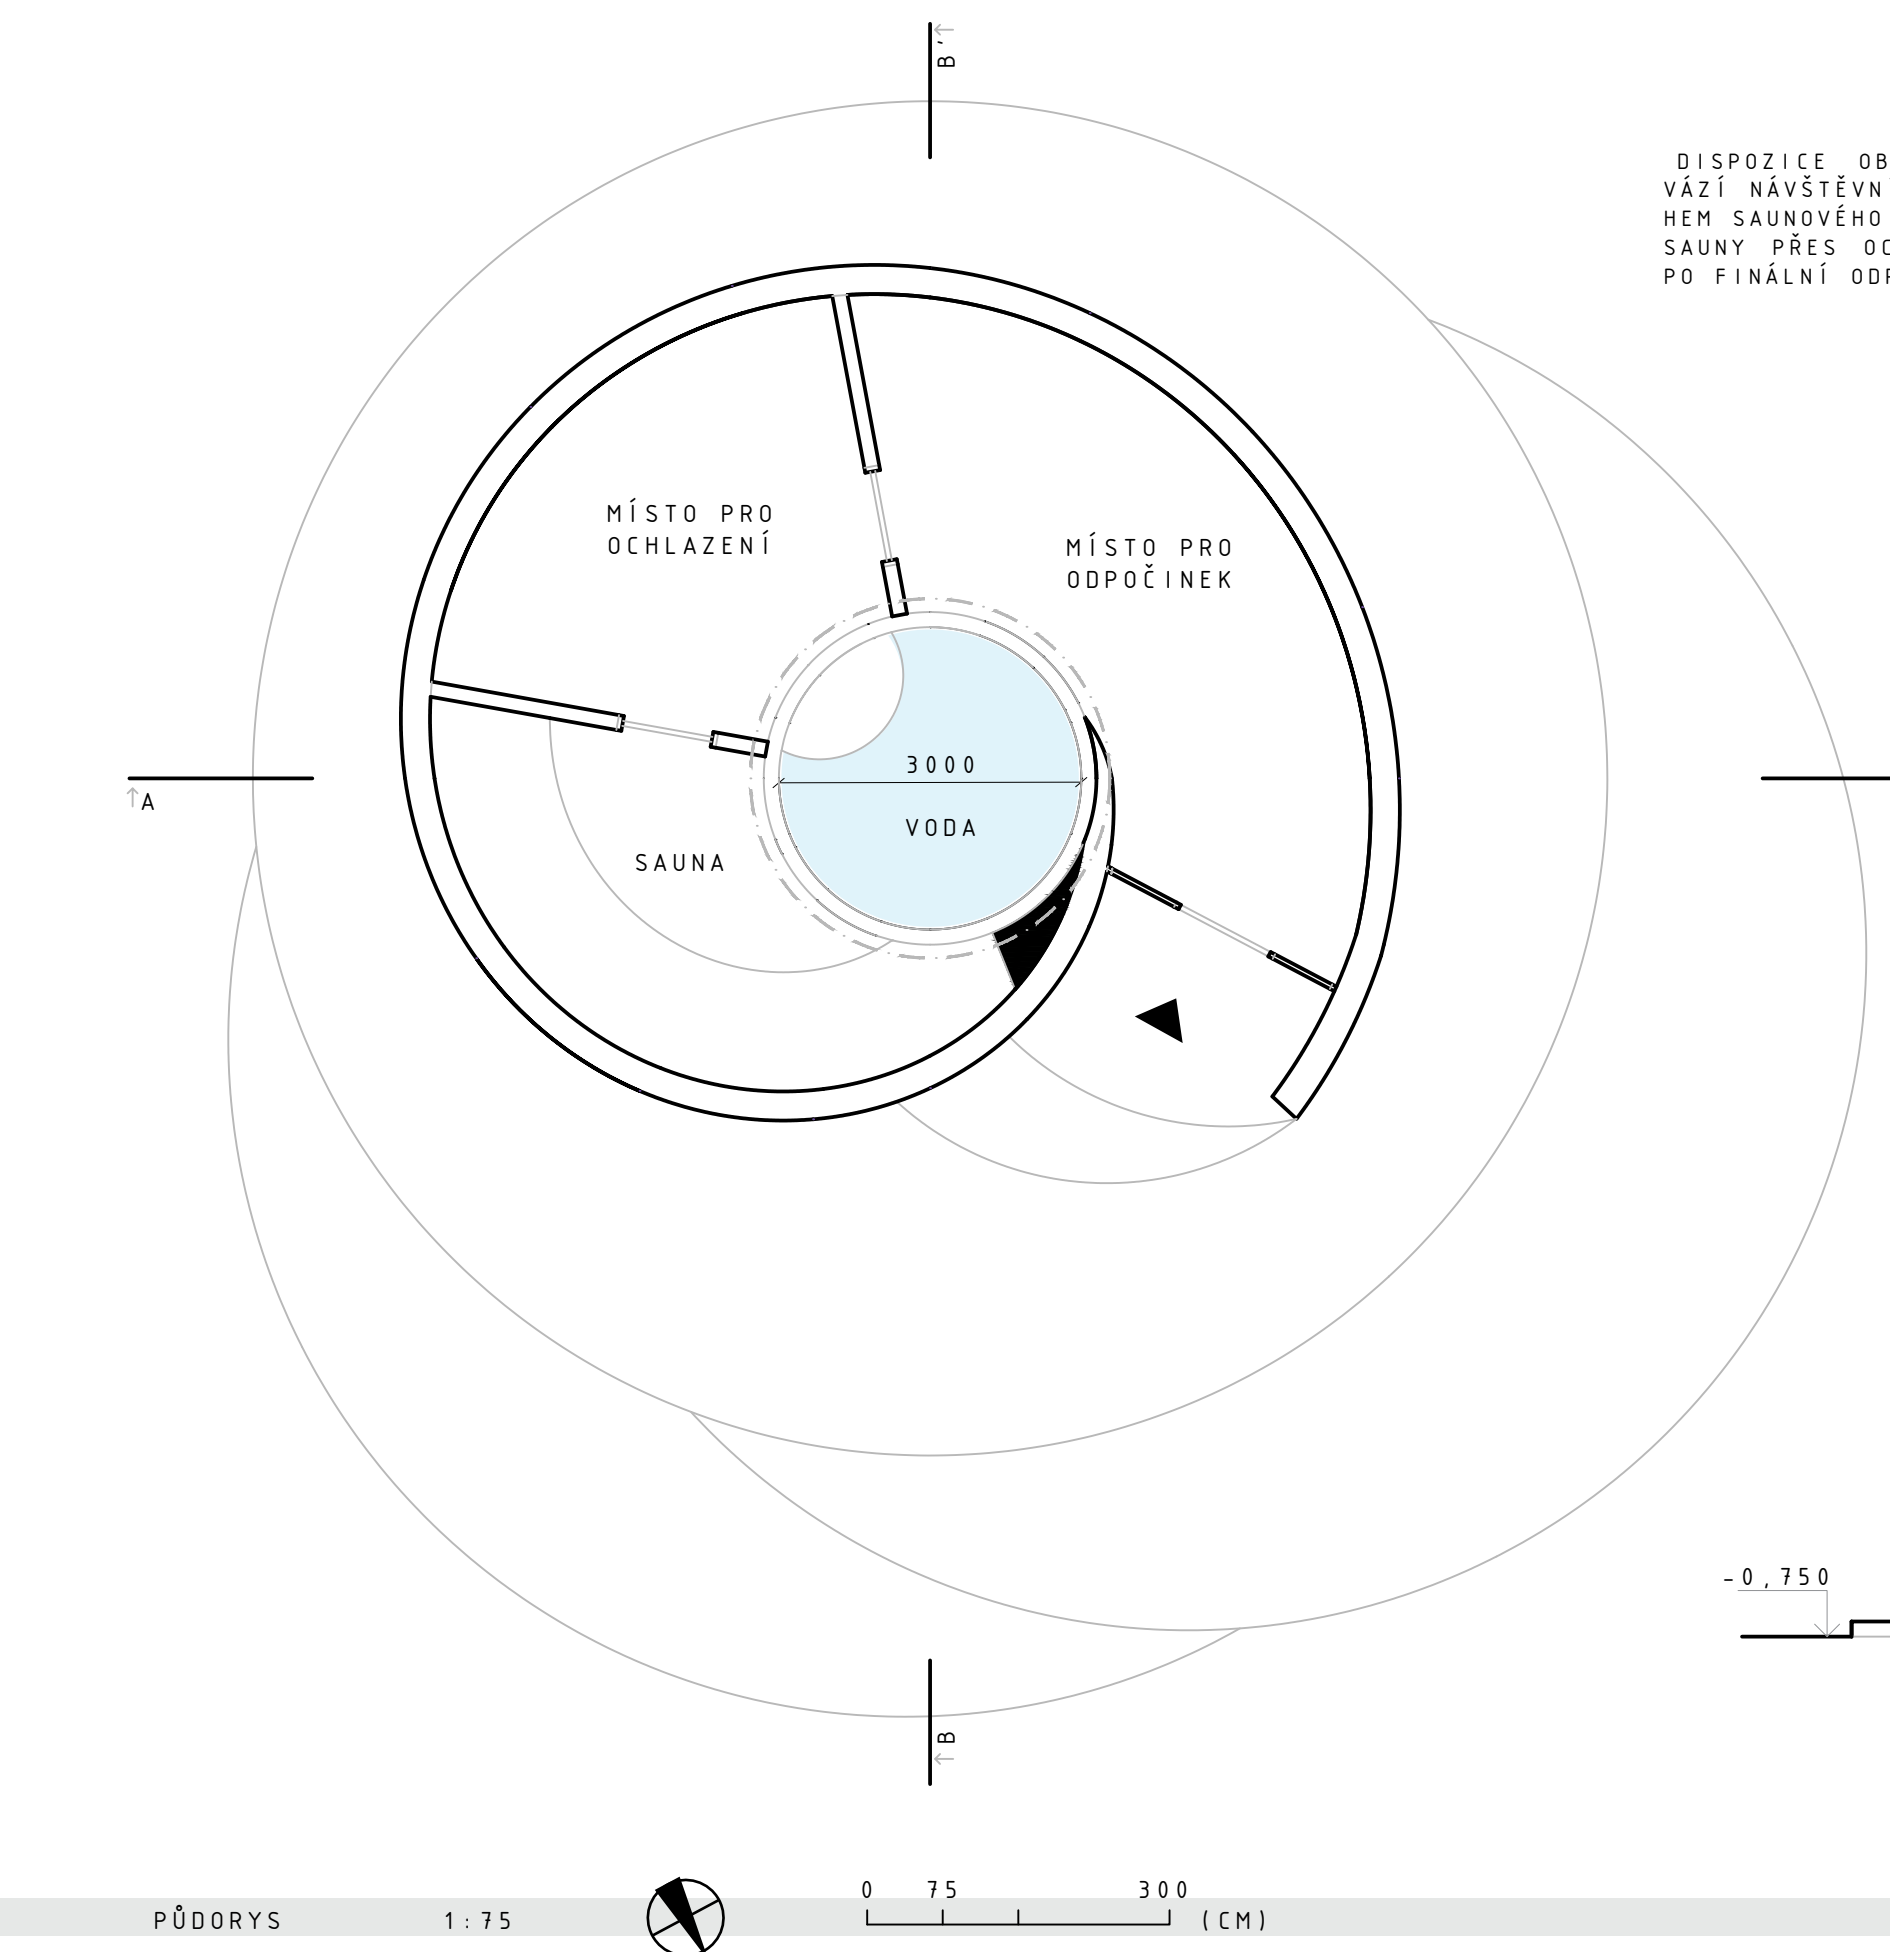 B'
DISPOZICE OB
VÁZÍ NÁVŠTĚVN
HEM SAUNOVÉHO
SAUNY PŘES OC
PO FINÁLNÍ ODP
MÍSTO PRO
OCHLAZENÍ
MÍSTO PRO
ODPOČINEK
3000
VODA
A
SAUNA
-0,750
B
PŮDORYS
1:75
0 75 300
(CM)